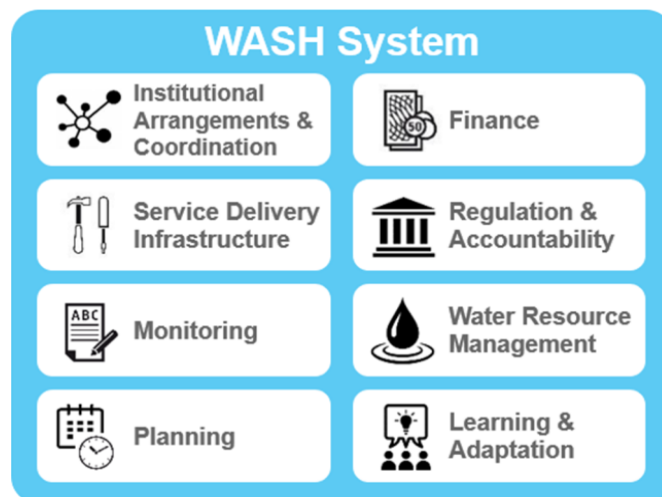 WASH System
Institutional
Arrangements &
Coordination
50
Finance
Service Delivery
Infrastructure
Regulation &
Accountability
ABC
Monitoring
Water Resource
Management
Planning
Learning &
Adaptation